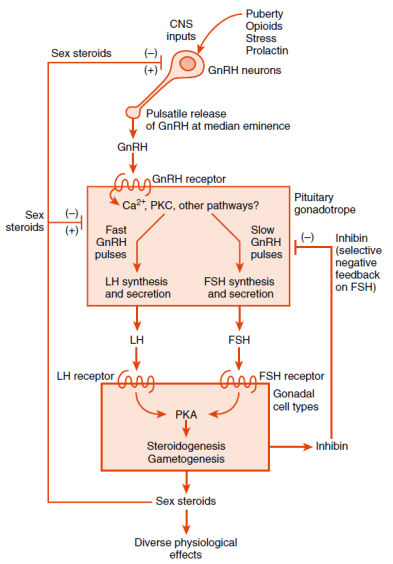 Puberty
Opioids
Stress
Prolactin
CNS
inputs
Sex steroids
(–)
(+)
GnRH neurons
Pulsatile release
of GnRH at median eminence
GnRH
GnRH receptor
Ca2+, PKC, other pathways?
Pituitary
gonadotrope
Sex
steroids
(–)
(+)
Fast
GnRH
pulses
Slow
GnRH
pulses
(–)
Inhibin
(selective
negative
feedback
on FSH)
LH synthesis
and secretion
FSH synthesis
and secretion
LH
FSH
LH receptor
FSH receptor
Gonadal
cell types
PKA
Steroidogenesis
Gametogenesis
Inhibin
Sex steroids
Diverse physiological
effects